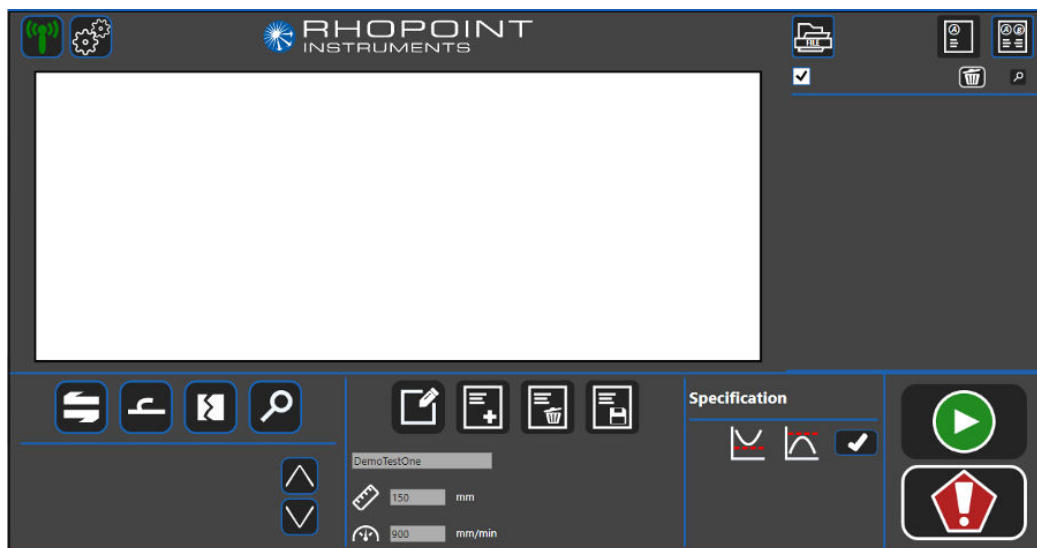 RHOPOINT
INSTRUMENTS
FILE
A
A B
Specification
DemoTestOne
150 mm
900 mm/min